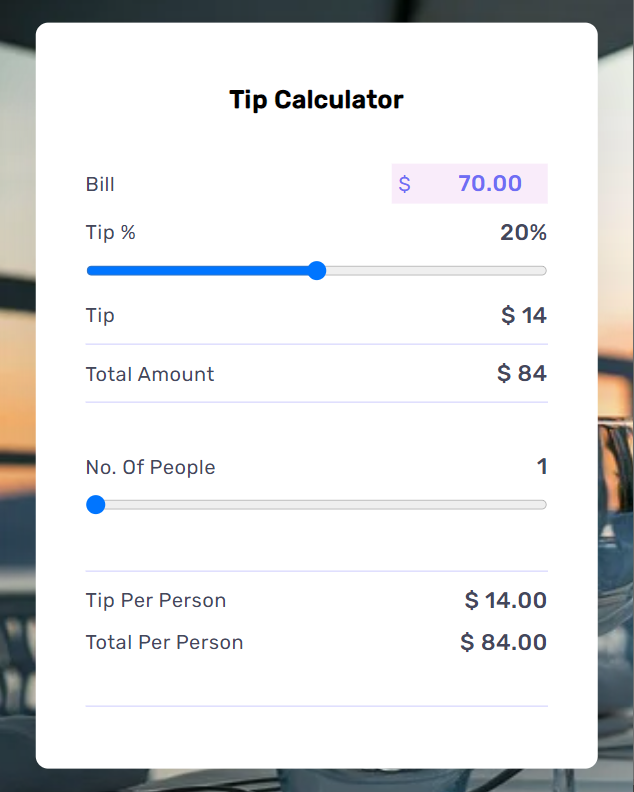 Tip Calculator
Bill $ 70.00
Tip % 20%
Tip $ 14
Total Amount $ 84
No. Of People 1
Tip Per Person $ 14.00
Total Per Person $ 84.00